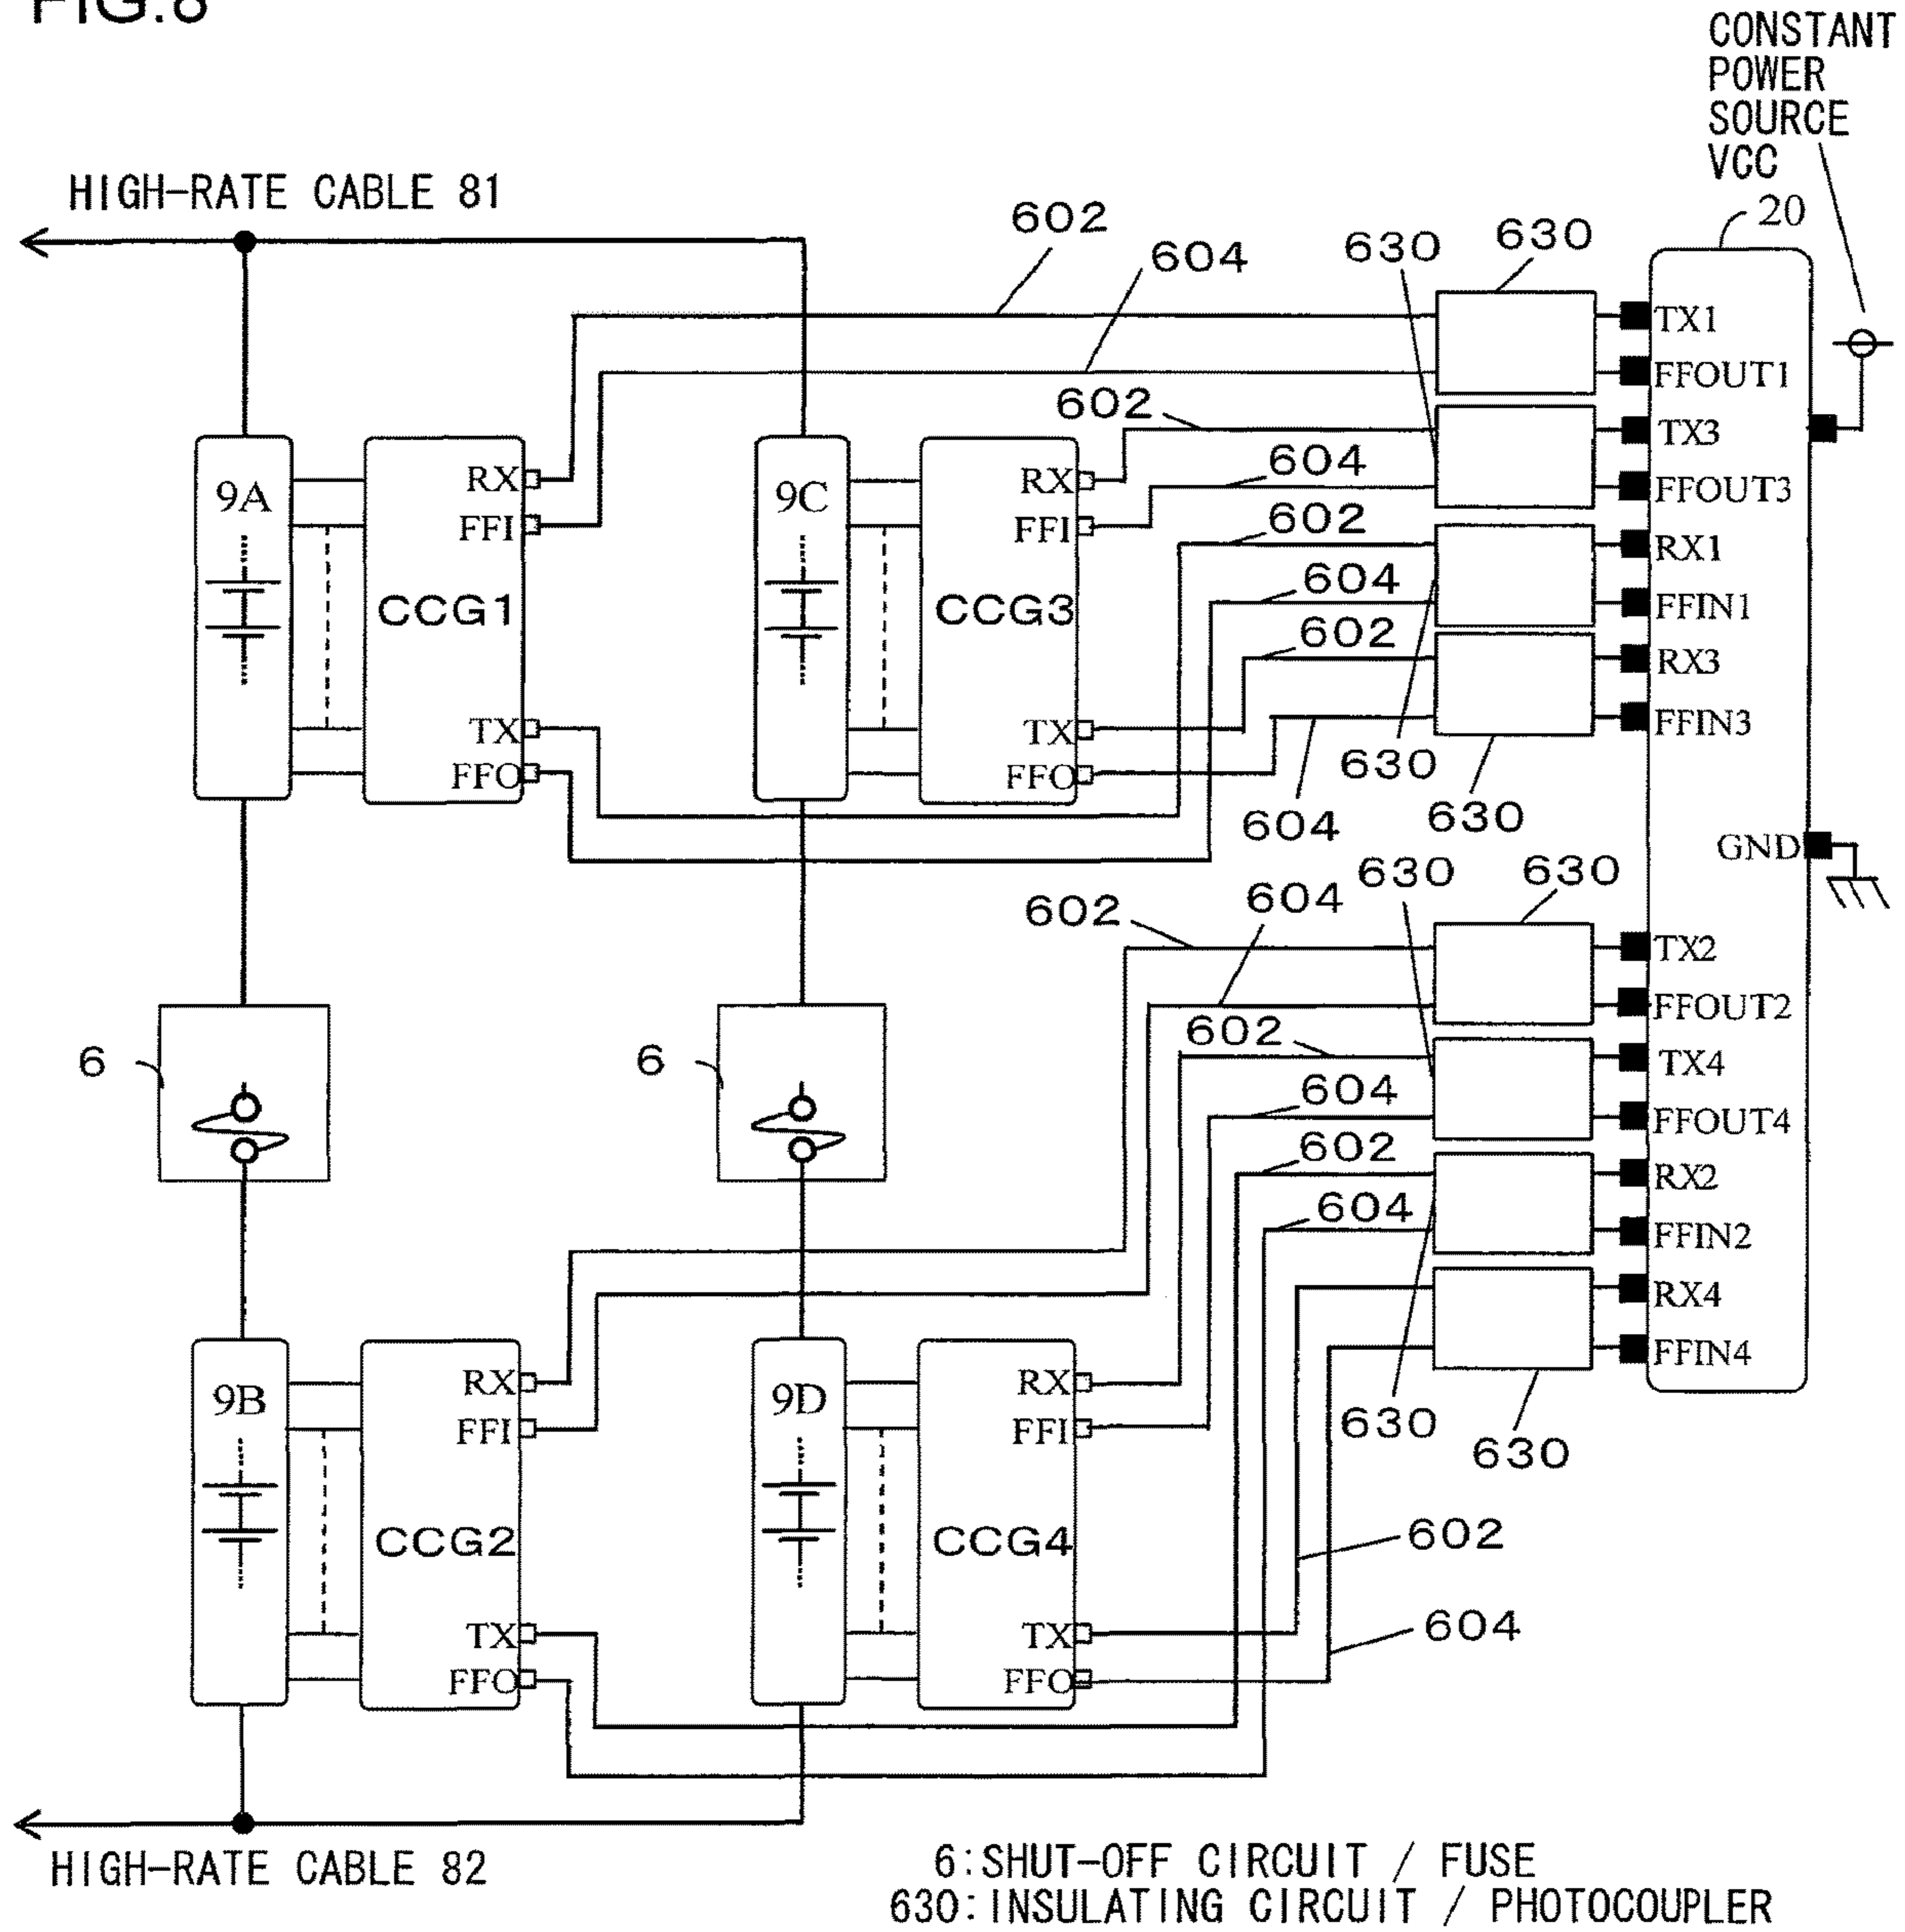 FIG.8
CONSTANT
POWER
SOURCE
VCC
20
HIGH-RATE CABLE 81
602
604
630
630
TX1
FFOUT1
602
TX3
604
FFOUT3
602
RX1
604
FFIN1
602
RX3
FFIN3
630
630
604
9A
RX
FFI
CCG1
TX
FFO
9C
RX
FFI
CCG3
TX
FFO
GND
630
630
602
604
TX2
FFOUT2
602
TX4
604
FFOUT4
602
RX2
604
FFIN2
RX4
FFIN4
630
630
6
6
9B
RX
FFI
CCG2
TX
FFO
9D
RX
FFI
CCG4
TX
FFO
602
604
HIGH-RATE CABLE 82
6:SHUT-OFF CIRCUIT / FUSE
630:INSULATING CIRCUIT / PHOTOCOUPLER